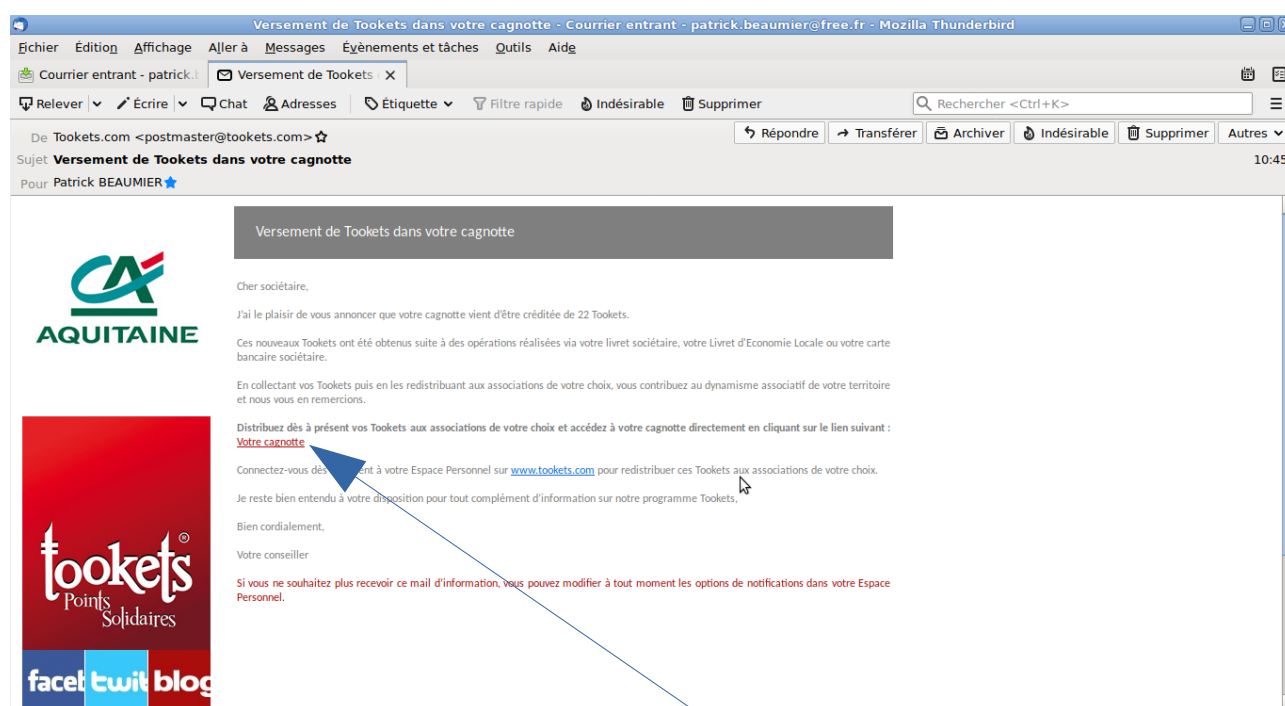 Versement de Tookets dans votre cagnotte - Courrier entrant - patrick.beaumier@free.fr - Mozilla Thunderbird
Fichier Édition Affichage Aller à Messages Évènements et tâches Outils Aide
Courrier entrant - patrick. Versement de Tookets
Relever Écrire Chat Adresses Étiquette Filtre rapide Indésirable Supprimer Rechercher <Ctrl+K>
De Tookets.com <postmaster@tookets.com> Répondre Transférer Archiver Indésirable Supprimer Autres
Sujet Versement de Tookets dans votre cagnotte 10:45
Pour Patrick BEAUMIER
Versement de Tookets dans votre cagnotte
CA
AQUITAINE
Cher sociétaire,
J'ai le plaisir de vous annoncer que votre cagnotte vient d'être créditée de 22 Tookets.
Ces nouveaux Tookets ont été obtenus suite à des opérations réalisées via votre livret sociétaire, votre Livret d'Economie Locale ou votre carte
bancaire sociétaire.
En collectant vos Tookets puis en les redistribuant aux associations de votre choix, vous contribuez au dynamisme associatif de votre territoire
et nous vous en remercions.
Distribuez dès à présent vos Tookets aux associations de votre choix et accédez à votre cagnotte directement en cliquant sur le lien suivant :
Votre cagnotte
Connectez-vous dès ent à votre Espace Personnel sur www.tookets.com pour redistribuer ces Tookets aux associations de votre choix.
Je reste bien entendu à votre disposition pour tout complément d'information sur notre programme Tookets,
Bien cordialement,
Votre conseiller
Si vous ne souhaitez plus recevoir ce mail d'information, vous pouvez modifier à tout moment les options de notifications dans votre Espace
Personnel.
tookets®
Points
Solidaires
face twit blog